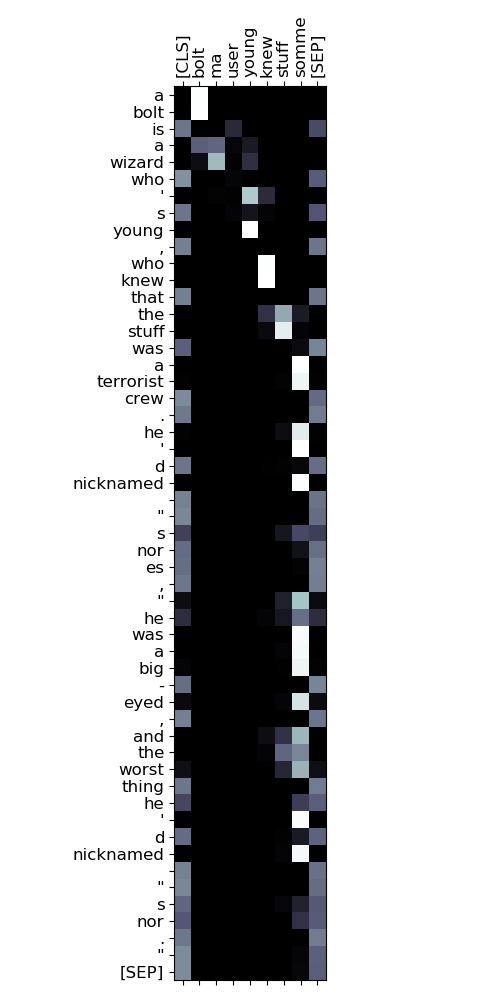 [CLS]
bolt
ma
user
young
knew
stuff
somme
[SEP]
a
bolt
is
a
wizard
who
'
s
young
,
who
knew
that
the
stuff
was
a
terrorist
crew
.
he
'
d
nicknamed
"
s
nor
es
,
"
he
was
a
big
-
eyed
,
and
the
worst
thing
he
'
d
nicknamed
"
s
nor
.
"
[SEP]